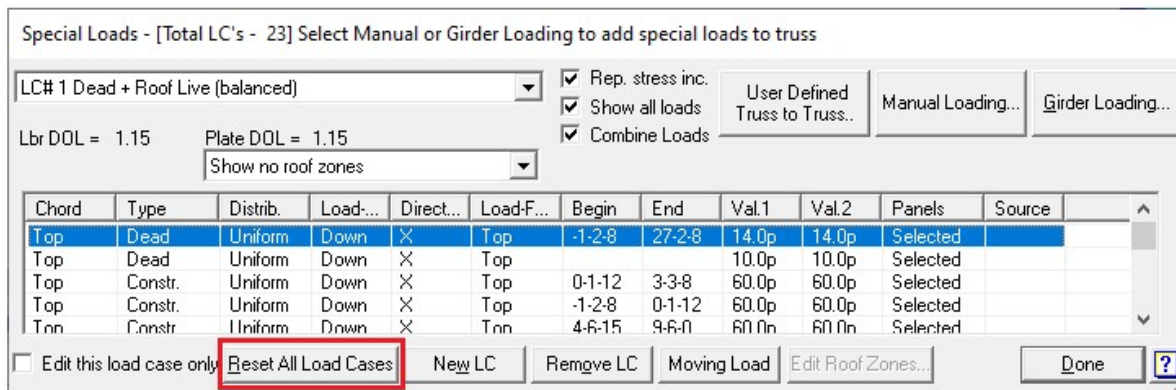 Special Loads - [Total LC's - 23] Select Manual or Girder Loading to add special loads to truss
LC# 1 Dead + Roof Live (balanced)
Rep. stress inc.
Show all loads
Combine Loads
User Defined
Truss to Truss..
Manual Loading...
Girder Loading...
Lbr DOL = 1.15 Plate DOL = 1.15
Show no roof zones
Chord Type Distrib. Load-... Direct... Load-F... Begin End Val.1 Val.2 Panels Source
Top Dead Uniform Down X Top -1-2-8 27-2-8 14.0p 14.0p Selected
Top Dead Uniform Down X Top 10.0p 10.0p Selected
Top Constr. Uniform Down X Top 0-1-12 3-3-8 60.0p 60.0p Selected
Top Constr. Uniform Down X Top -1-2-8 0-1-12 60.0p 60.0p Selected
Top Constr. Uniform Down X Top 4-6-15 9-6-0 60.0p 60.0p Selected
Edit this load case only Reset All Load Cases New LC Remove LC Moving Load Edit Roof Zones... Done ?